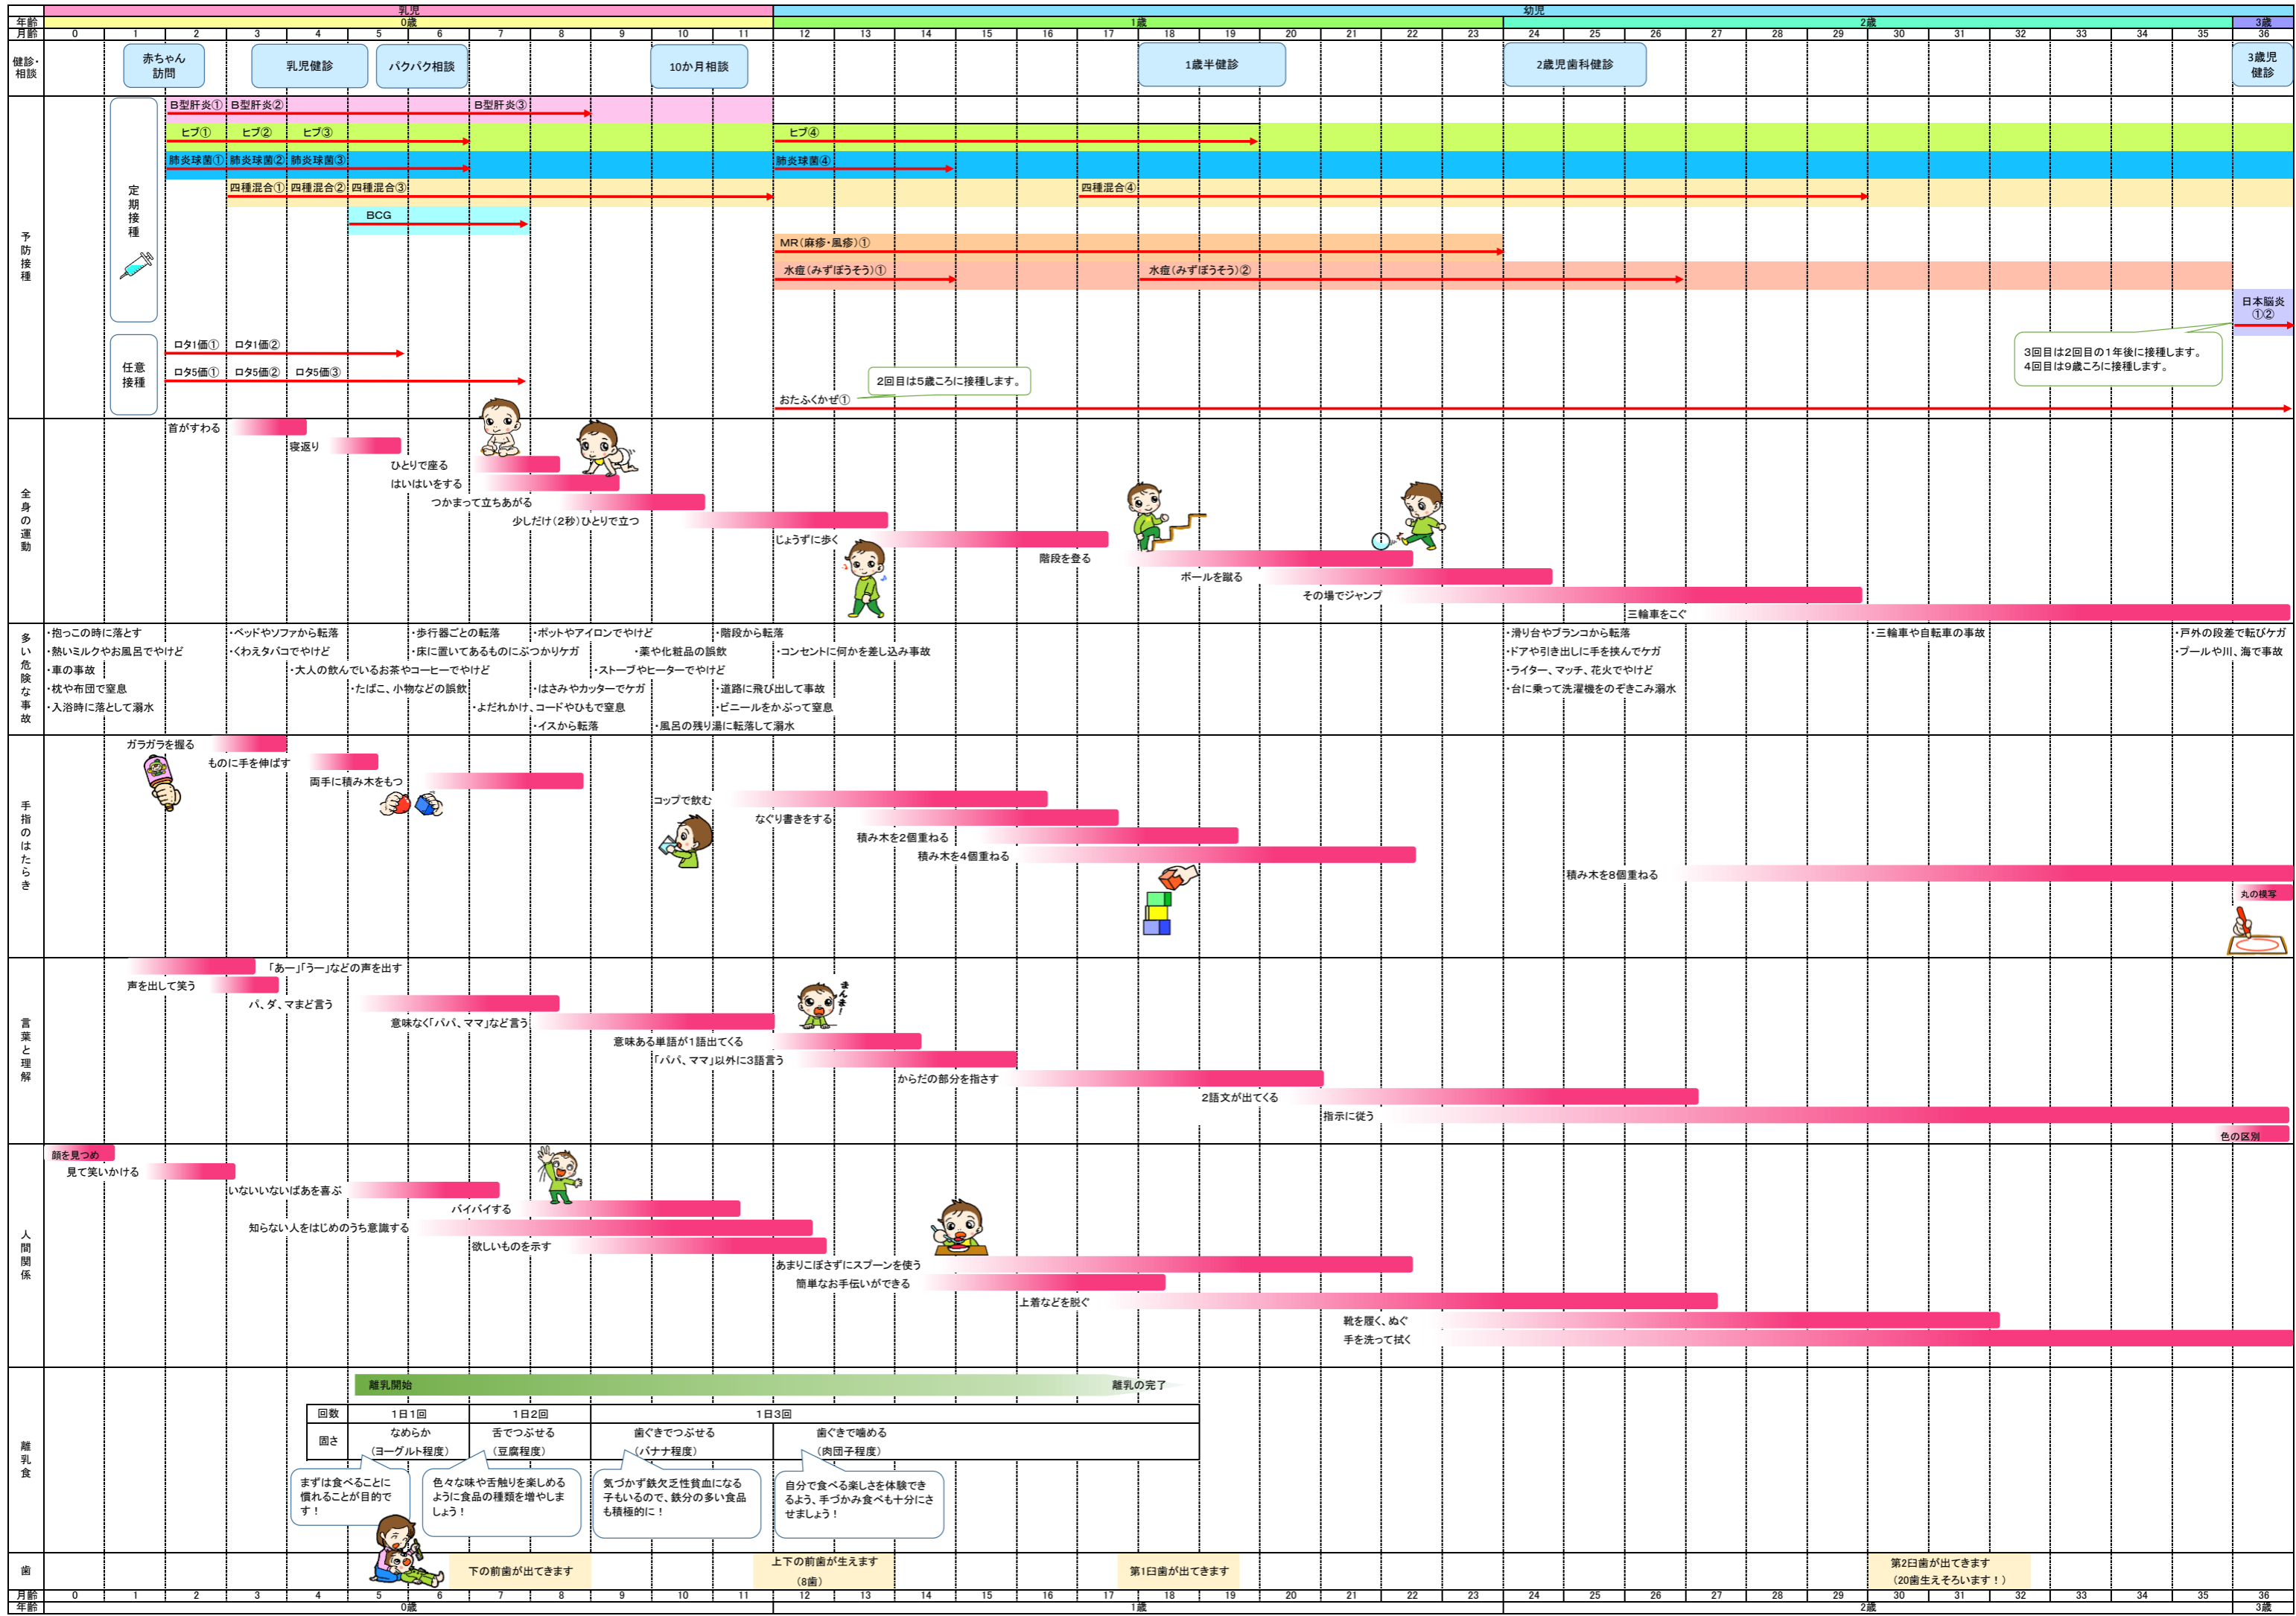 乳児 幼児
年齢 0歳 1歳 2歳 3歳
月齢 0 1 2 3 4 5 6 7 8 9 10 11 12 13 14 15 16 17 18 19 20 21 22 23 24 25 26 27 28 29 30 31 32 33 34 35 36
健診・
相談
赤ちゃん
訪問
乳児健診
パクパク相談
10か月相談
1歳半健診
2歳児歯科健診
3歳児
健診
予防接種
定期接種
B型肝炎① B型肝炎② B型肝炎③
ヒブ① ヒブ② ヒブ③ ヒブ④
肺炎球菌① 肺炎球菌② 肺炎球菌③ 肺炎球菌④
四種混合① 四種混合② 四種混合③ 四種混合④
BCG
MR(麻疹・風疹)①
水痘(みずぼうそう)① 水痘(みずぼうそう)②
日本脳炎
①②
3回目は2回目の1年後に接種します。
4回目は9歳ころに接種します。
任意
接種
ロタ1価① ロタ1価②
ロタ5価① ロタ5価② ロタ5価③
2回目は5歳ころに接種します。
おたふくかぜ①
全身の運動
首がすわる
寝返り
ひとりで座る
はいはいをする
つかまって立ちあがる
少しだけ(2秒)ひとりで立つ
じょうずに歩く
階段を登る
ボールを蹴る
その場でジャンプ
三輪車をこぐ
多い危険な事故
・抱っこの時に落とす ・ベッドやソファから転落 ・歩行器ごとの転落 ・ポットやアイロンでやけど ・階段から転落 ・滑り台やブランコから転落 ・三輪車や自転車の事故 ・戸外の段差で転びケガ
・熱いミルクやお風呂でやけど ・くわえタバコでやけど ・床に置いてあるものにぶつかりケガ ・薬や化粧品の誤飲 ・コンセントに何かを差し込み事故 ・ドアや引き出しに手を挟んでケガ ・プールや川、海で事故
・車の事故 ・大人の飲んでいるお茶やコーヒーでやけど ・ストーブやヒーターでやけど ・ライター、マッチ、花火でやけど
・枕や布団で窒息 ・たばこ、小物などの誤飲 ・はさみやカッターでケガ ・道路に飛び出して事故 ・台に乗って洗濯機をのぞきこみ溺水
・入浴時に落として溺水 ・よだれかけ、コードやひもで窒息 ・ビニールをかぶって窒息
・イスから転落 ・風呂の残り湯に転落して溺水
手指のはたらき
ガラガラを握る
ものに手を伸ばす
両手に積み木をもつ
コップで飲む
なぐり書きをする
積み木を2個重ねる
積み木を4個重ねる
積み木を8個重ねる
丸の模写
言葉と理解
「あー」「うー」などの声を出す
声を出して笑う
パ、ダ、マまど言う
意味なく「パパ、ママ」など言う
まんま!
意味ある単語が1語出てくる
「パパ、ママ」以外に3語言う
からだの部分を指さす
2語文が出てくる
指示に従う
色の区別
人間関係
顔を見つめ
見て笑いかける
いないいないばあを喜ぶ
バイバイする
知らない人をはじめのうち意識する
欲しいものを示す
あまりこぼさずにスプーンを使う
簡単なお手伝いができる
上着などを脱ぐ
靴を履く、ぬぐ
手を洗って拭く
離乳食
離乳開始 離乳の完了
回数 1日1回 1日2回 1日3回
固さ
なめらか 舌でつぶせる 歯ぐきでつぶせる 歯ぐきで噛める
(ヨーグルト程度) (豆腐程度) (バナナ程度) (肉団子程度)
まずは食べることに
慣れることが目的で
す!
色々な味や舌触りを楽しめる
ように食品の種類を増やしま
しょう!
気づかず鉄欠乏性貧血になる
子もいるので、鉄分の多い食品
も積極的に!
自分で食べる楽しさを体験でき
るよう、手づかみ食べも十分にさ
せましょう!
歯
下の前歯が出てきます
上下の前歯が生えます
(8歯)
第1臼歯が出てきます
第2臼歯が出てきます
(20歯生えそろいます!)
月齢 0 1 2 3 4 5 6 7 8 9 10 11 12 13 14 15 16 17 18 19 20 21 22 23 24 25 26 27 28 29 30 31 32 33 34 35 36
年齢 0歳 1歳 2歳 3歳